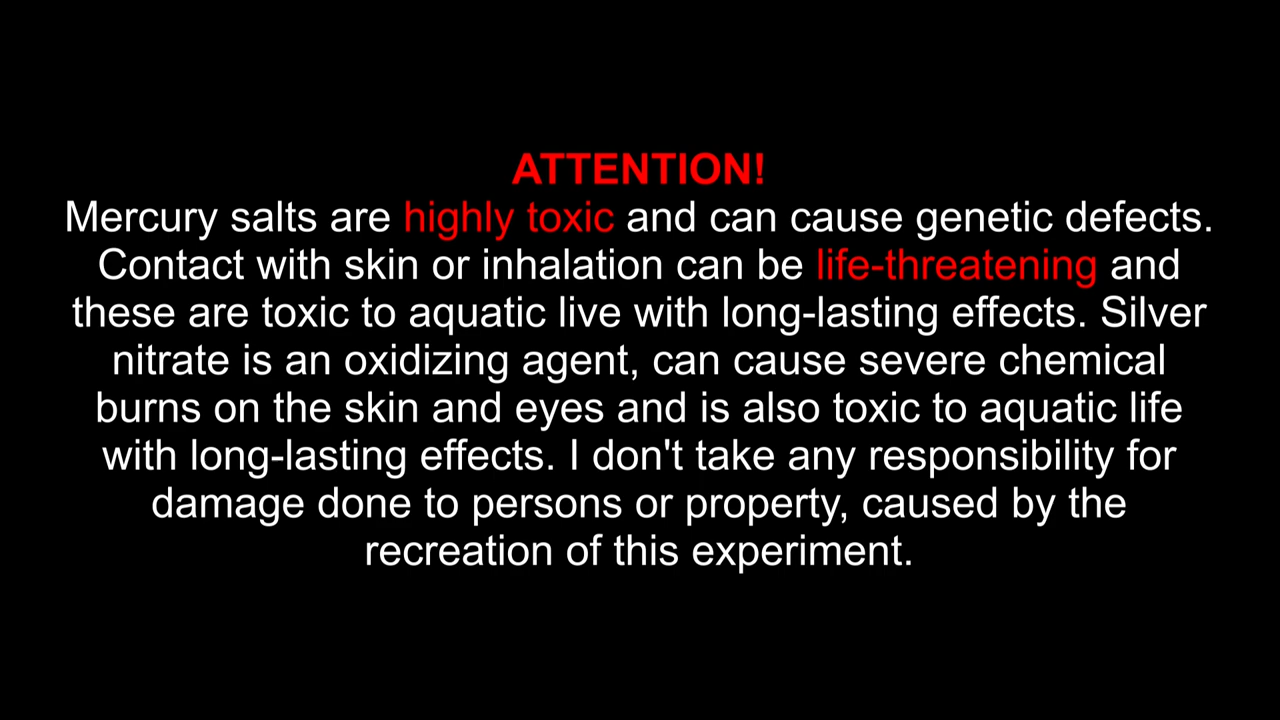 ATTENTION!
Mercury salts are highly toxic and can cause genetic defects.
Contact with skin or inhalation can be life-threatening and
these are toxic to aquatic live with long-lasting effects. Silver
nitrate is an oxidizing agent, can cause severe chemical
burns on the skin and eyes and is also toxic to aquatic life
with long-lasting effects. I don't take any responsibility for
damage done to persons or property, caused by the
recreation of this experiment.